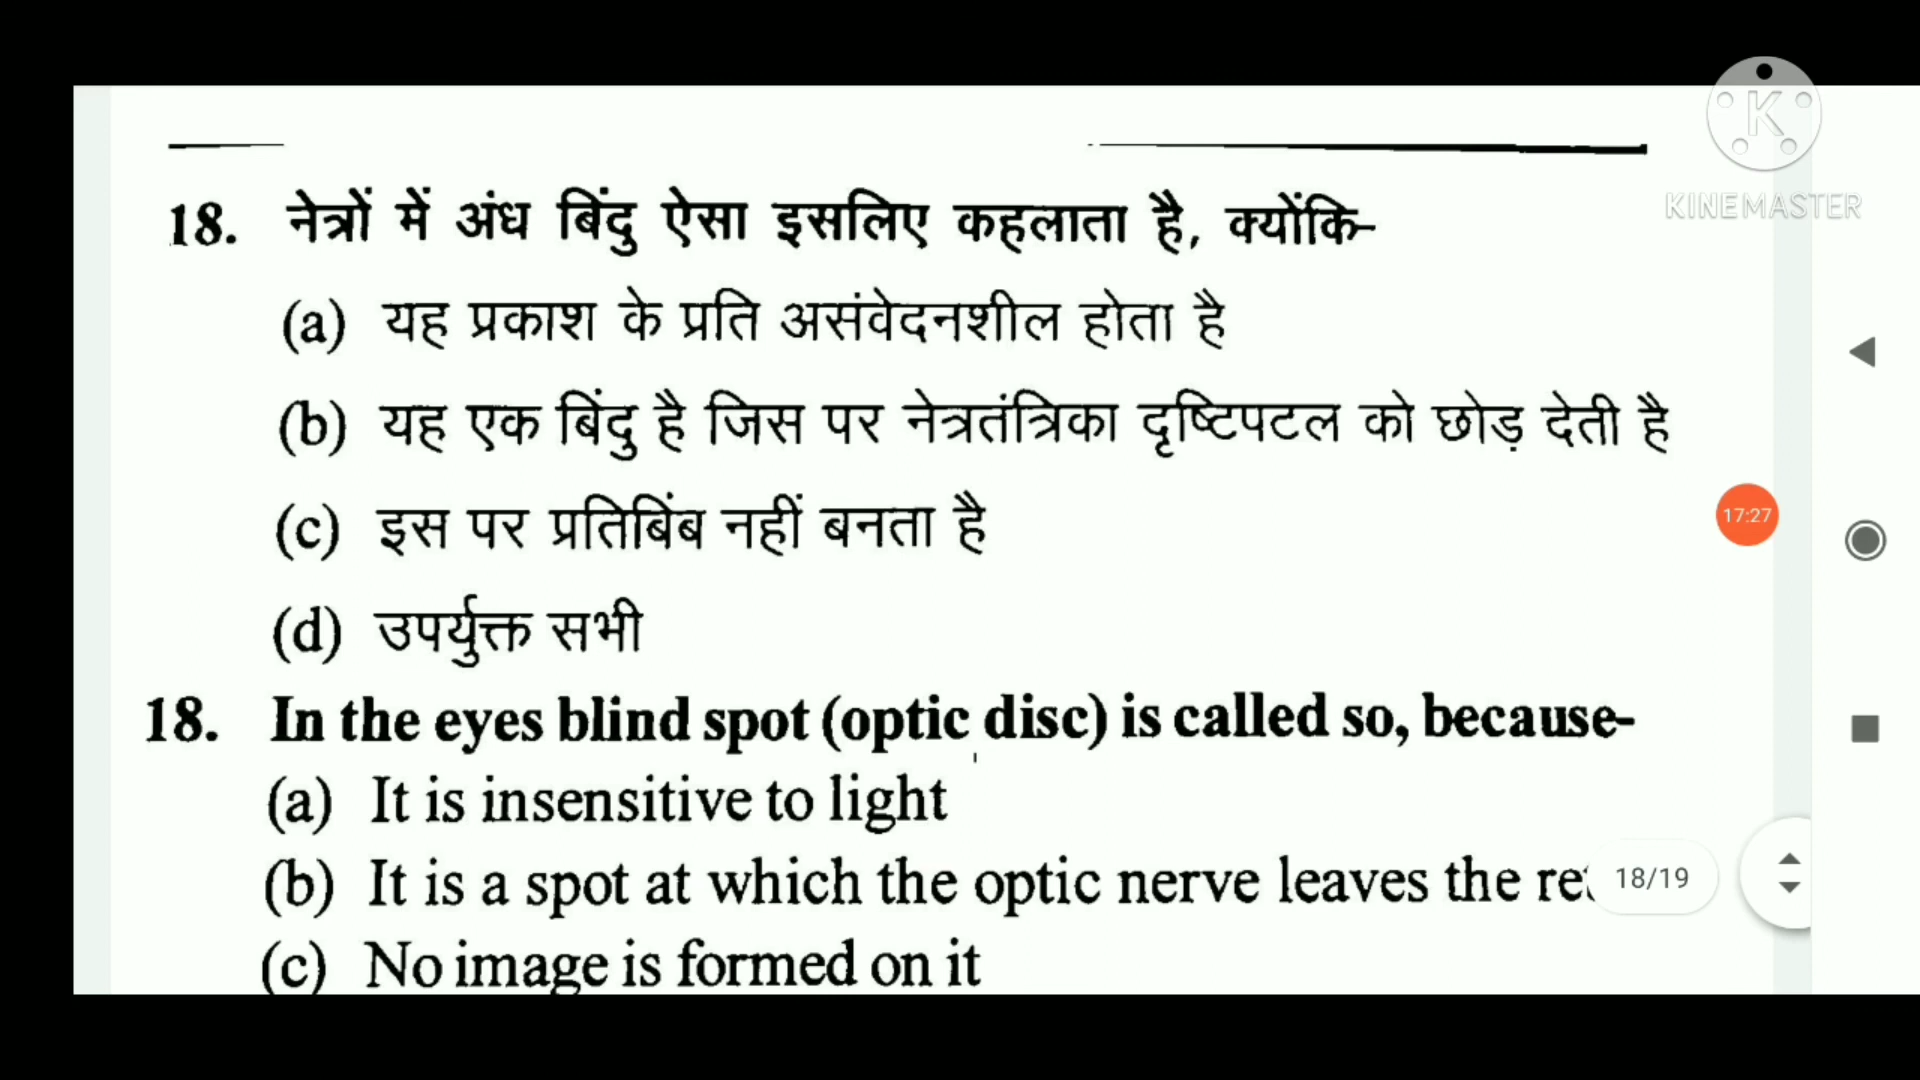 KINEMASTER
18. नेत्रों में अंध बिंदु ऐसा इसलिए कहलाता है, क्योंकि-
(a) यह प्रकाश के प्रति असंवेदनशील होता है
(b) यह एक बिंदु है जिस पर नेत्रतंत्रिका दृष्टिपटल को छोड़ देती है
(c) इस पर प्रतिबिंब नहीं बनता है
17:27
(d) उपर्युक्त सभी
18. In the eyes blind spot (optic disc) is called so, because-
(a) It is insensitive to light
(b) It is a spot at which the optic nerve leaves the
18/19
(c) No image is formed on it